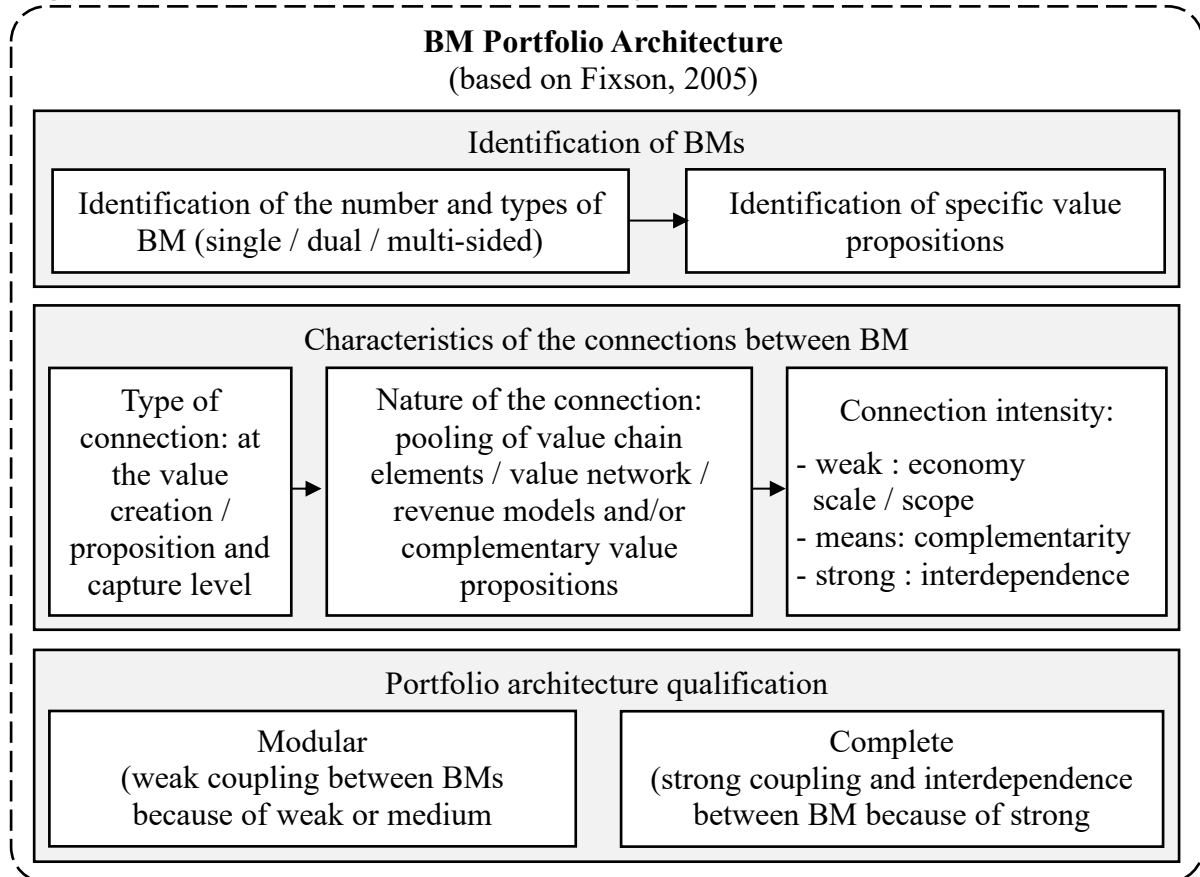 BM Portfolio Architecture
(based on Fixson, 2005)
Identification of BMs
Identification of the number and types of
BM (single / dual / multi-sided)
Identification of specific value
propositions
Characteristics of the connections between BM
Type of
connection: at
the value
creation /
proposition and
capture level
Nature of the connection:
pooling of value chain
elements / value network /
revenue models and/or
complementary value
propositions
Connection intensity:
- weak : economy
scale / scope
- means: complementarity
- strong : interdependence
Portfolio architecture qualification
Modular
(weak coupling between BMs
because of weak or medium
Complete
(strong coupling and interdependence
between BM because of strong